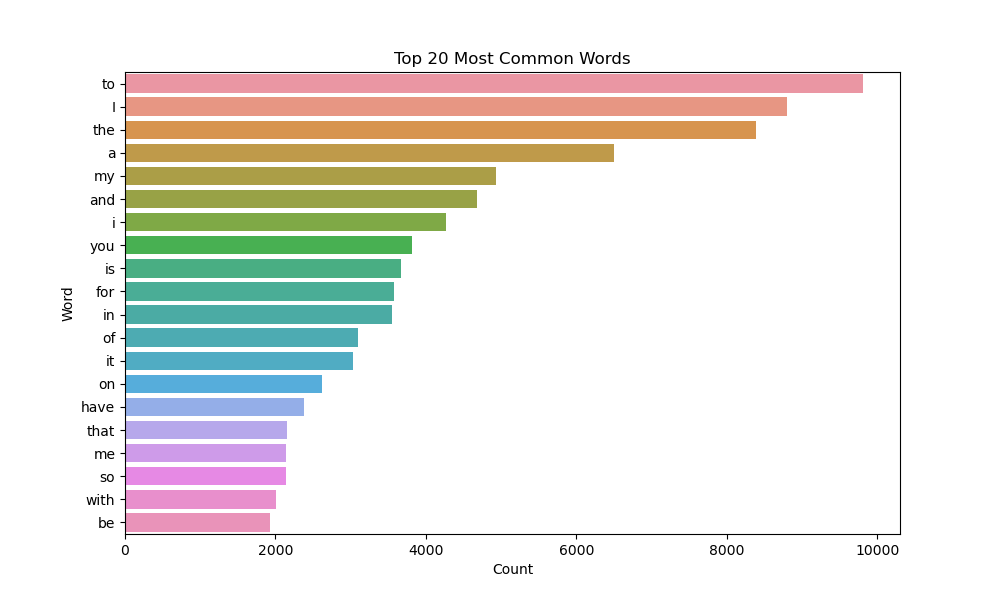 Top 20 Most Common Words
Word
to
I
the
a
my
and
i
you
is
for
in
of
it
on
have
that
me
so
with
be
0 2000 4000 6000 8000 10000
Count